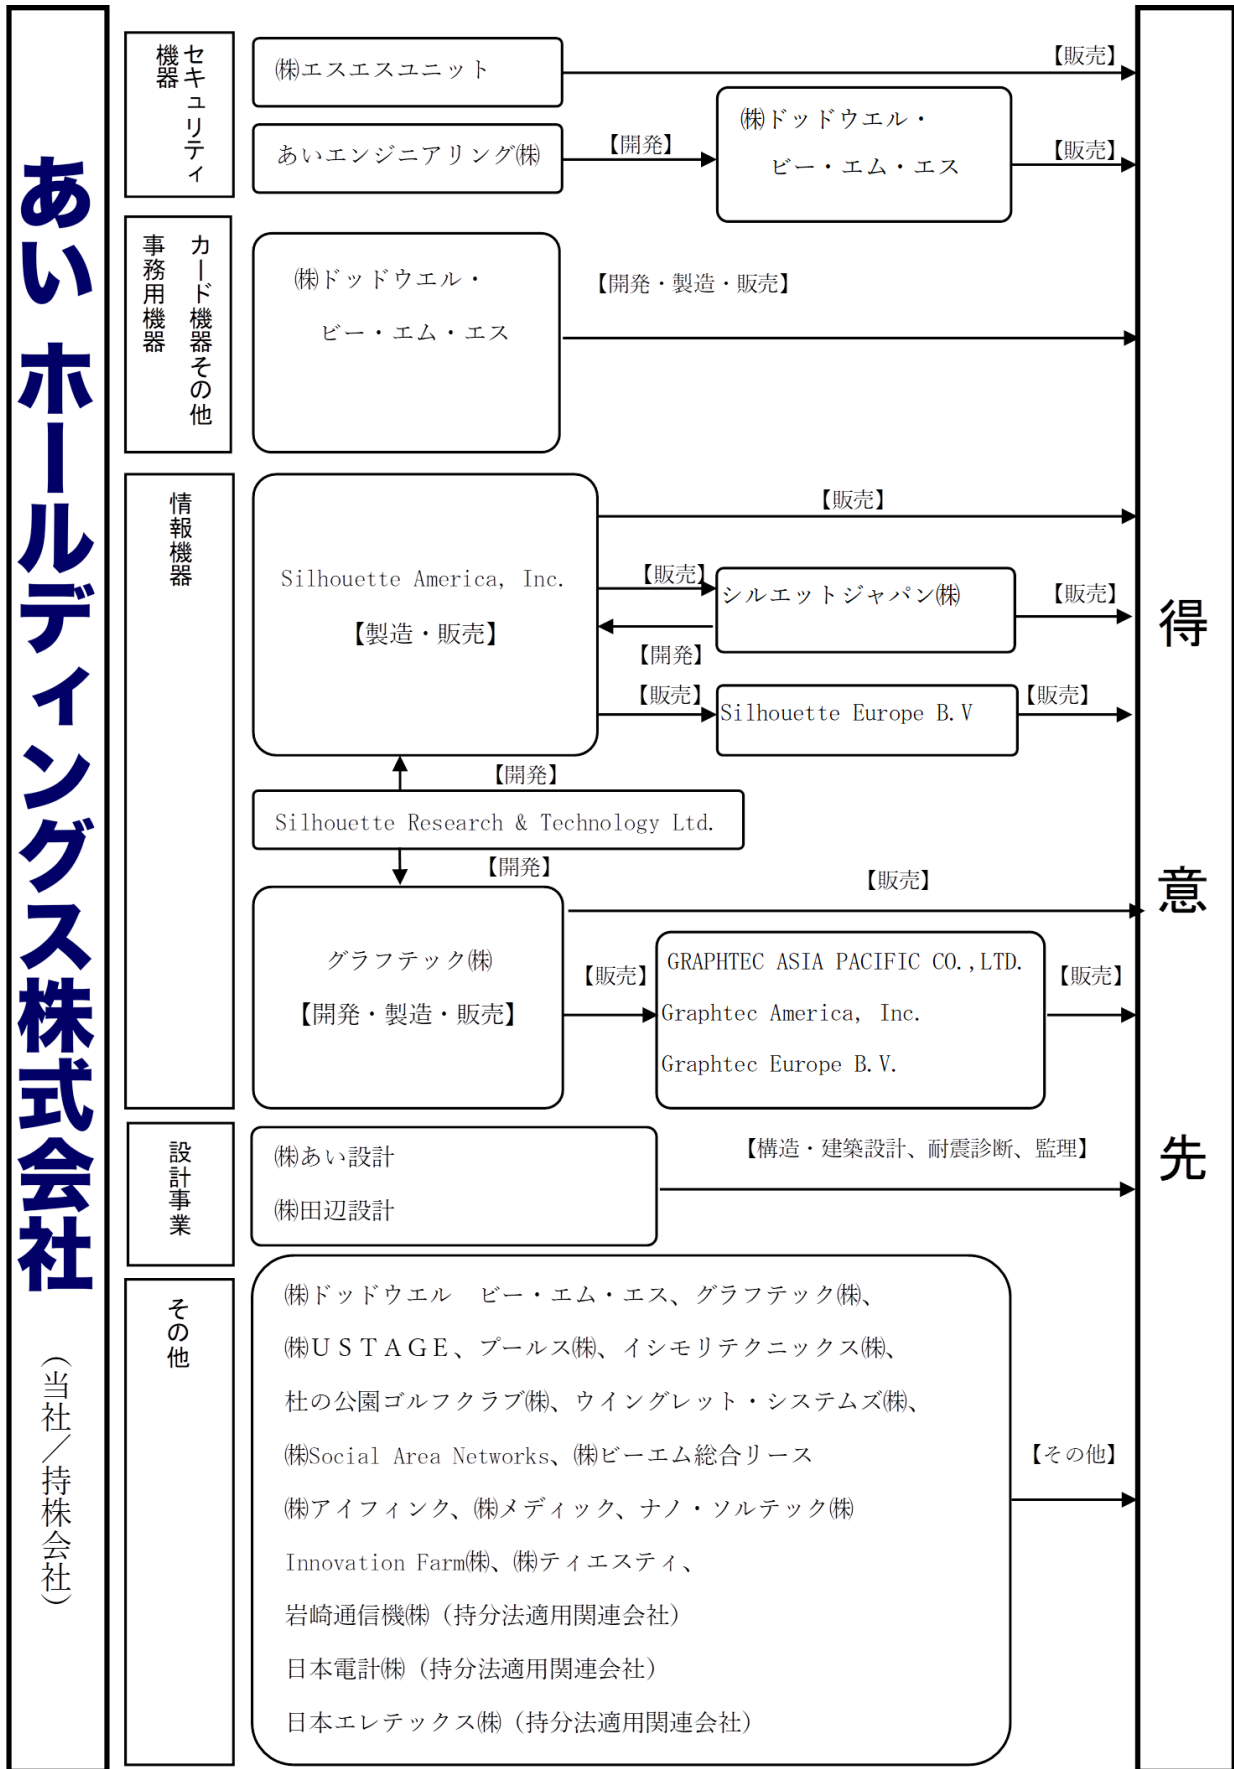 あい ホールディングス株式会社
（当社／持株会社）
セキュリティ
機器
㈱エスエスユニット
【販売】
あいエンジニアリング㈱
【開発】
㈱ドッドウエル・
ビー・エム・エス
【販売】
カード機器その他
事務用機器
㈱ドッドウエル・
ビー・エム・エス
【開発・製造・販売】
情報機器
Silhouette America, Inc.
【製造・販売】
【販売】
【販売】
シルエットジャパン㈱
【販売】
【開発】
【販売】
Silhouette Europe B.V
【販売】
【開発】
Silhouette Research & Technology Ltd.
【開発】
グラフテック㈱
【開発・製造・販売】
【販売】
【販売】
GRAPHTEC ASIA PACIFIC CO.,LTD.
Graphtec America, Inc.
Graphtec Europe B.V.
【販売】
設計事業
㈱あい設計
㈱田辺設計
【構造・建築設計、耐震診断、監理】
その他
㈱ドッドウエル　ビー・エム・エス、グラフテック㈱、
㈱ＵＳＴＡＧＥ、プールス㈱、イシモリテクニックス㈱、
杜の公園ゴルフクラブ㈱、ウイングレット・システムズ㈱、
㈱Social Area Networks、㈱ビーエム総合リース
㈱アイフィンク、㈱メディック、ナノ・ソルテック㈱
Innovation Farm㈱、㈱ティエスティ、
岩崎通信機㈱（持分法適用関連会社）
日本電計㈱（持分法適用関連会社）
日本エレテックス㈱（持分法適用関連会社）
【その他】
得意先